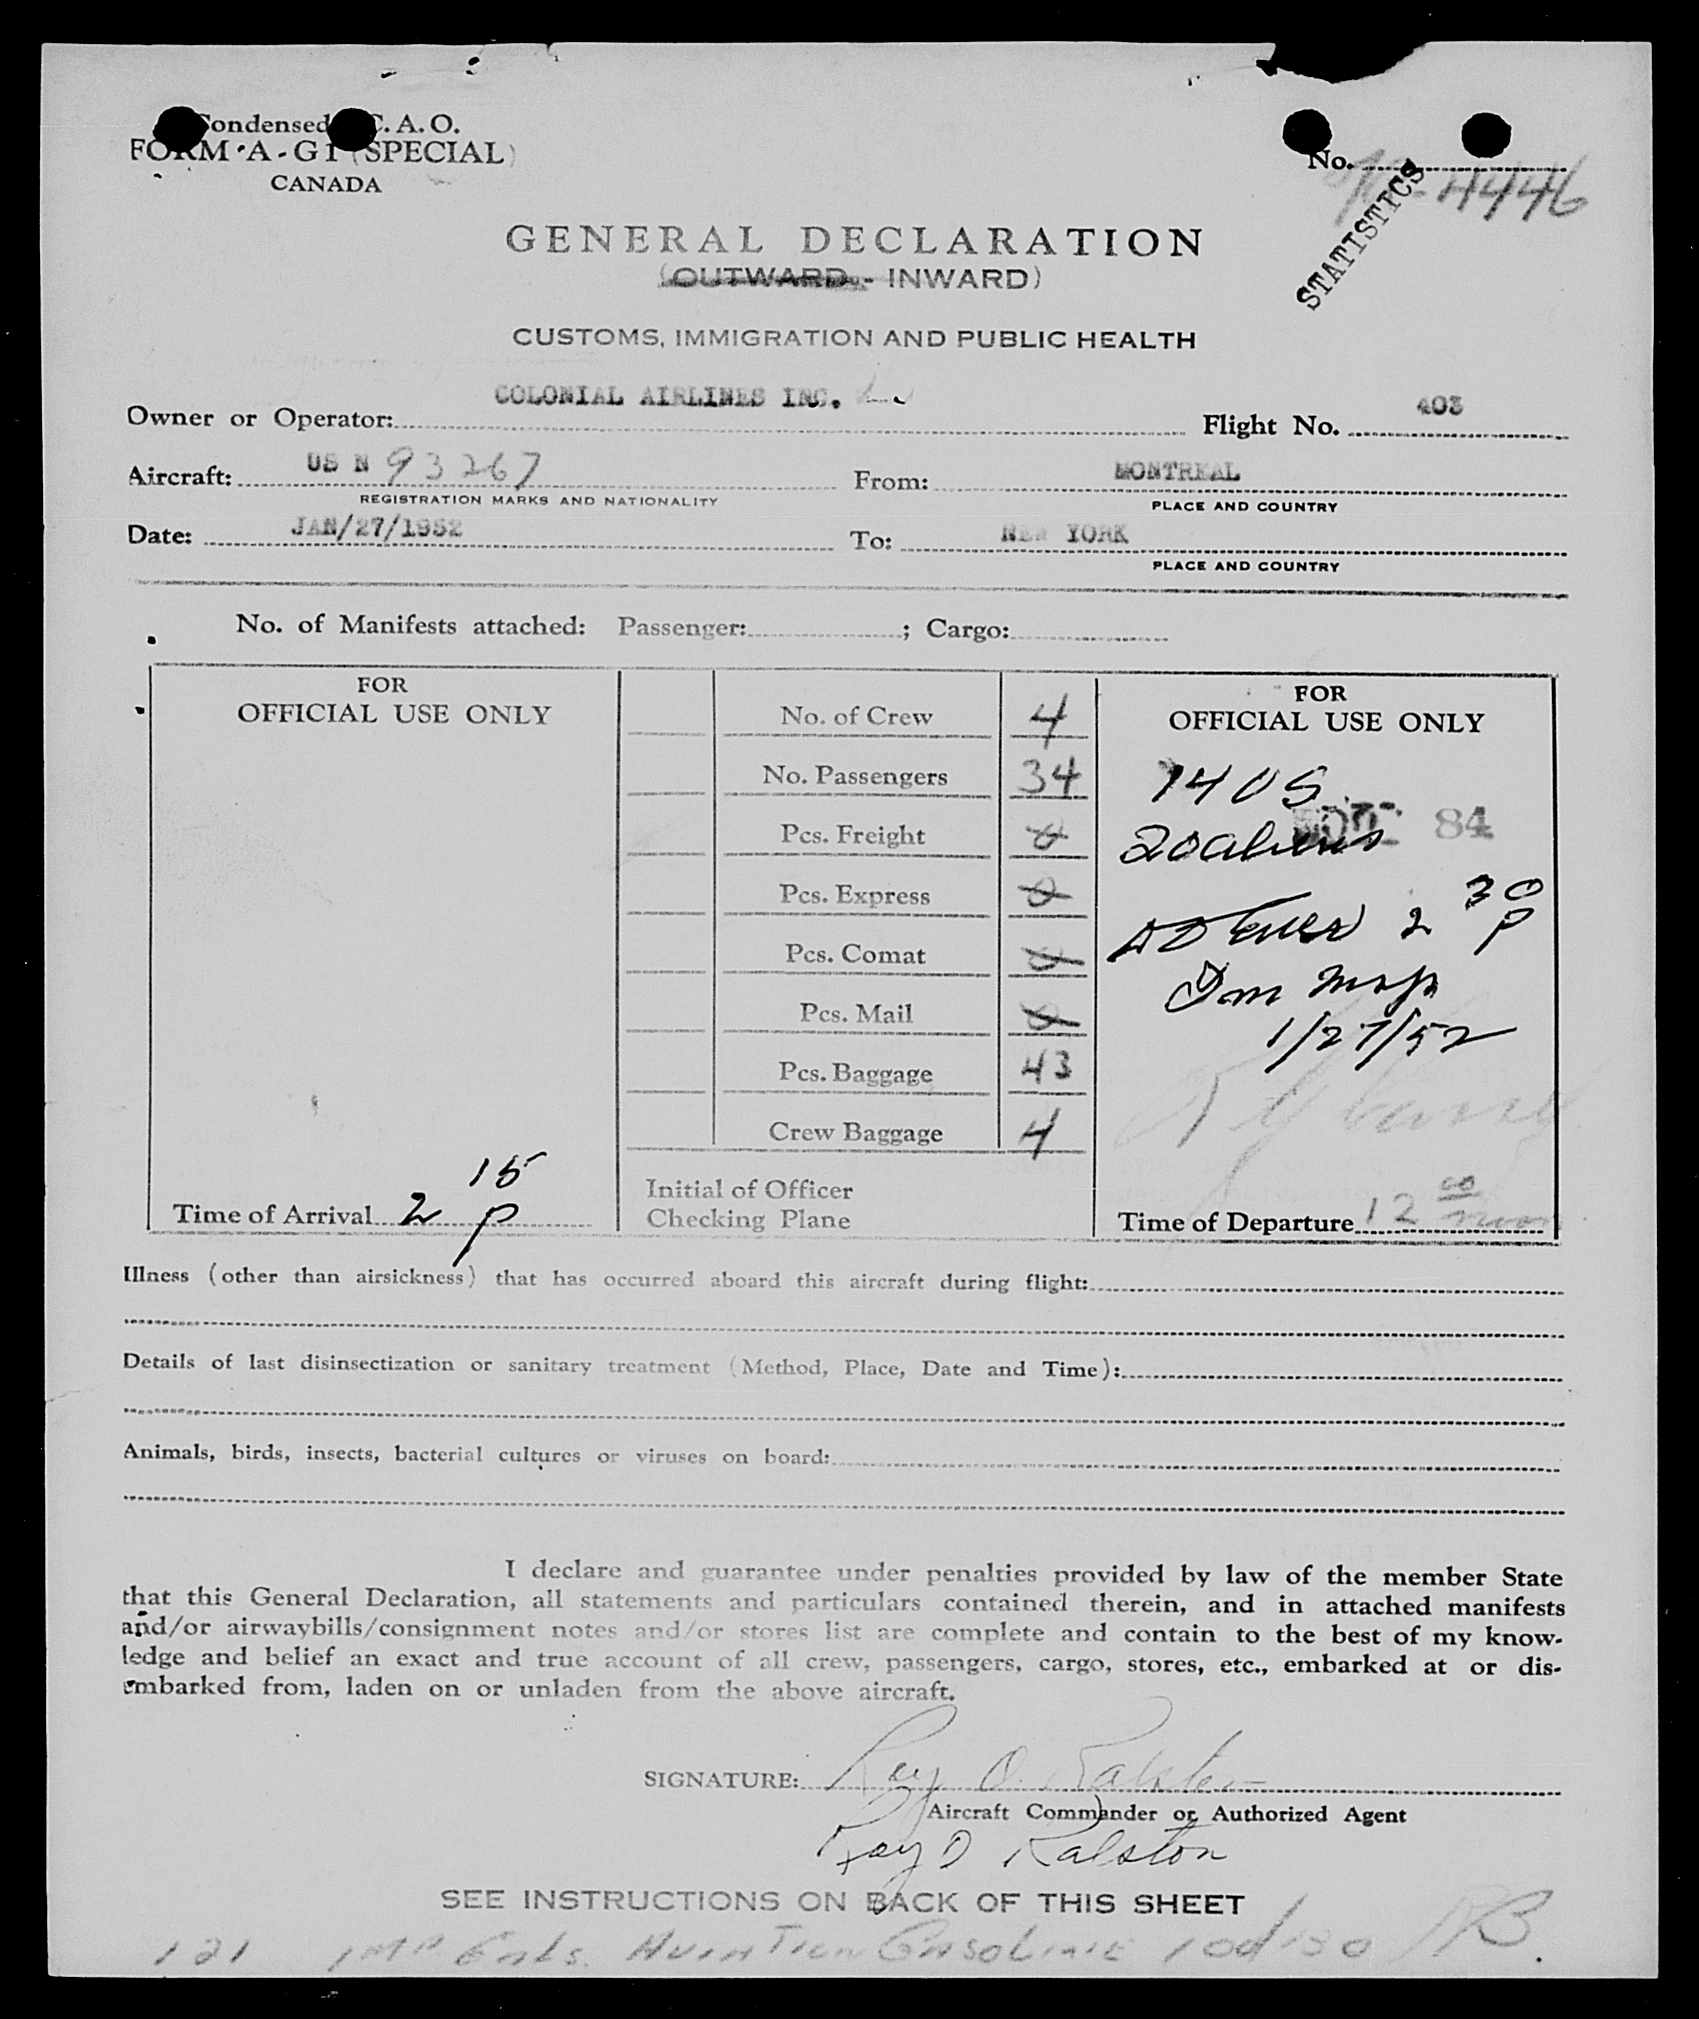 Condensed I.C.A.O.
FORM A-G1 (SPECIAL)
CANADA
No. 4446
STATISTICS
GENERAL DECLARATION
(OUTWARD - INWARD)
CUSTOMS, IMMIGRATION AND PUBLIC HEALTH
Owner or Operator: COLONIAL AIRLINES INC. Flight No. 403
Aircraft: US N 93267 From: MONTREAL
REGISTRATION MARKS AND NATIONALITY PLACE AND COUNTRY
Date: JAN/27/1952 To: NEW YORK
PLACE AND COUNTRY
No. of Manifests attached: Passenger: ; Cargo:
FOR
OFFICIAL USE ONLY
No. of Crew 4
No. Passengers 34
Pcs. Freight 0
Pcs. Express 0
Pcs. Comat 0
Pcs. Mail 0
Pcs. Baggage 43
Crew Baggage 4
Initial of Officer
Checking Plane
Time of Arrival 2 15 P
FOR
OFFICIAL USE ONLY
14 US
84
20 aliens
2 30 P
Imm Insp
1/27/52
Time of Departure 12 00 noon
Illness (other than airsickness) that has occurred aboard this aircraft during flight:
Details of last disinsectization or sanitary treatment (Method, Place, Date and Time):
Animals, birds, insects, bacterial cultures or viruses on board:
I declare and guarantee under penalties provided by law of the member State
that this General Declaration, all statements and particulars contained therein, and in attached manifests
and/or airwaybills/consignment notes and/or stores list are complete and contain to the best of my know-
ledge and belief an exact and true account of all crew, passengers, cargo, stores, etc., embarked at or dis-
embarked from, laden on or unladen from the above aircraft.
SIGNATURE: Ray D. Ralston
Aircraft Commander or Authorized Agent
Ray D Ralston
SEE INSTRUCTIONS ON BACK OF THIS SHEET
121 IMP Gals. Aviation Gasoline 100/130